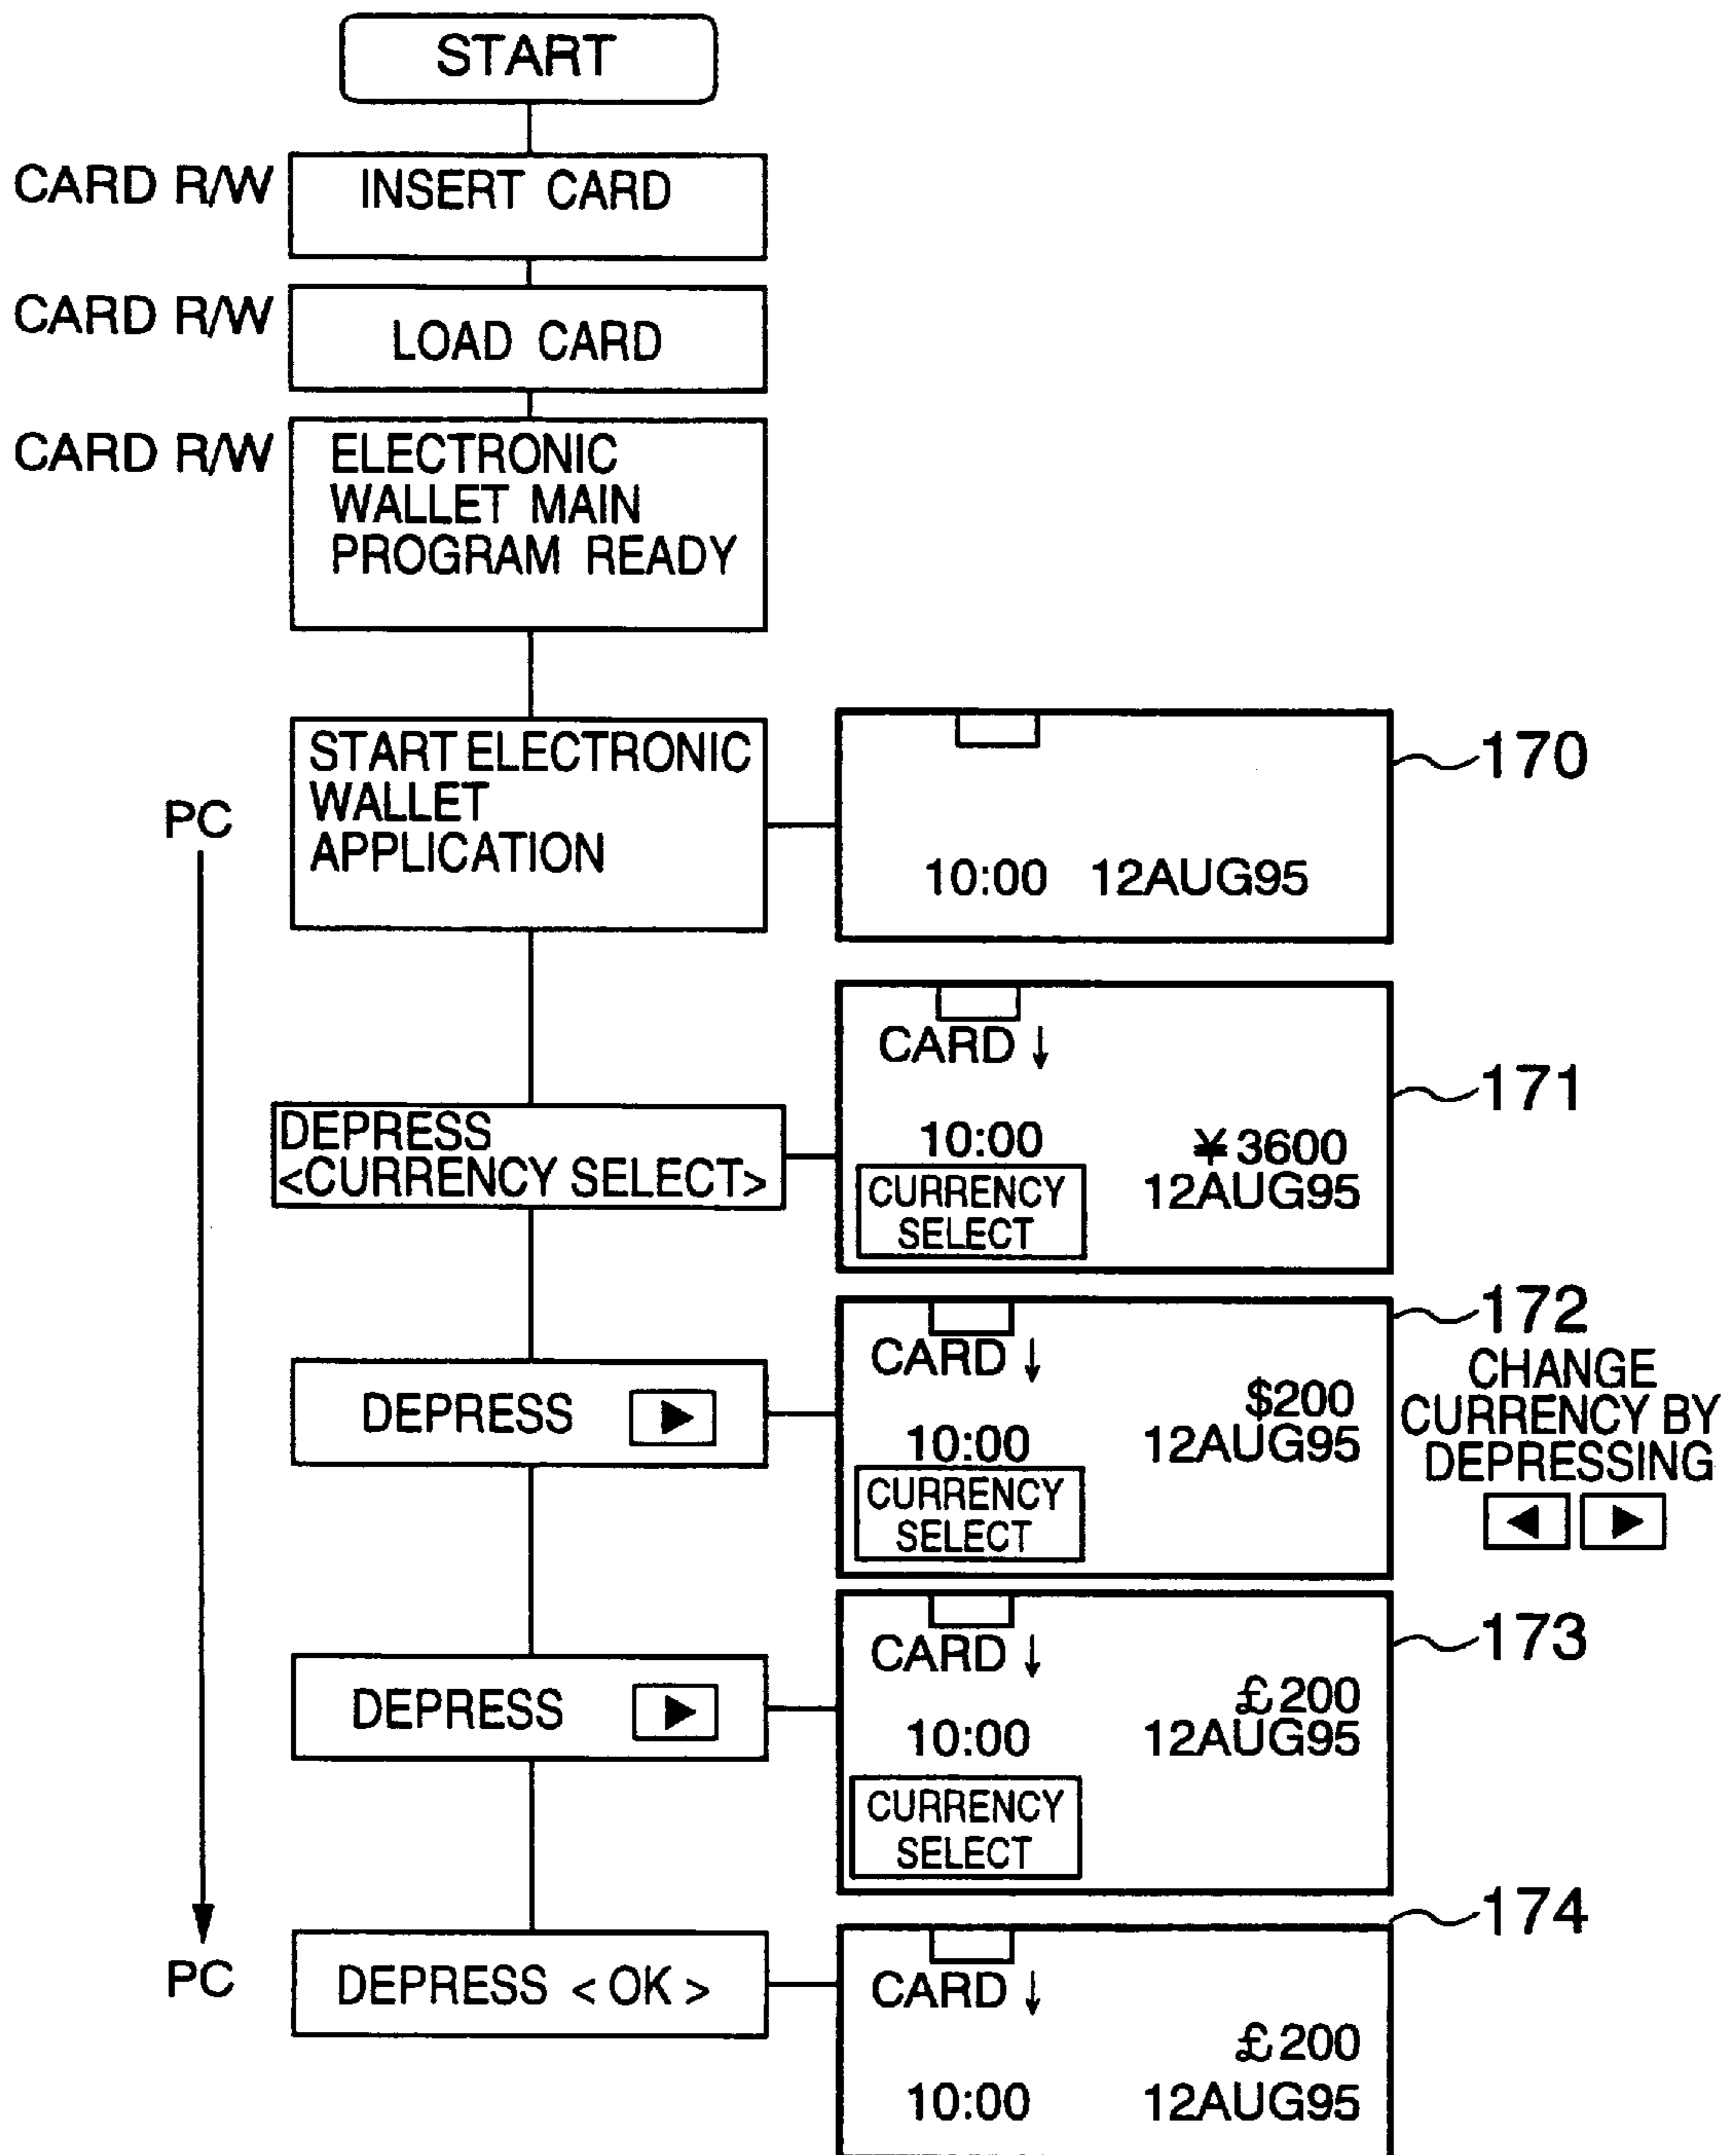 START
CARD R/W
INSERT CARD
CARD R/W
LOAD CARD
CARD R/W
ELECTRONIC
WALLET MAIN
PROGRAM READY
PC
START ELECTRONIC
WALLET
APPLICATION
10:00 12AUG95
170
DEPRESS
<CURRENCY SELECT>
CARD ↓
10:00
¥3600
12AUG95
CURRENCY
SELECT
171
DEPRESS ▶
CARD ↓
$200
10:00 12AUG95
CURRENCY
SELECT
172
CHANGE
CURRENCY BY
DEPRESSING
◀ ▶
DEPRESS ▶
CARD ↓
£200
10:00 12AUG95
CURRENCY
SELECT
173
PC
DEPRESS <OK>
CARD ↓
£200
10:00 12AUG95
174